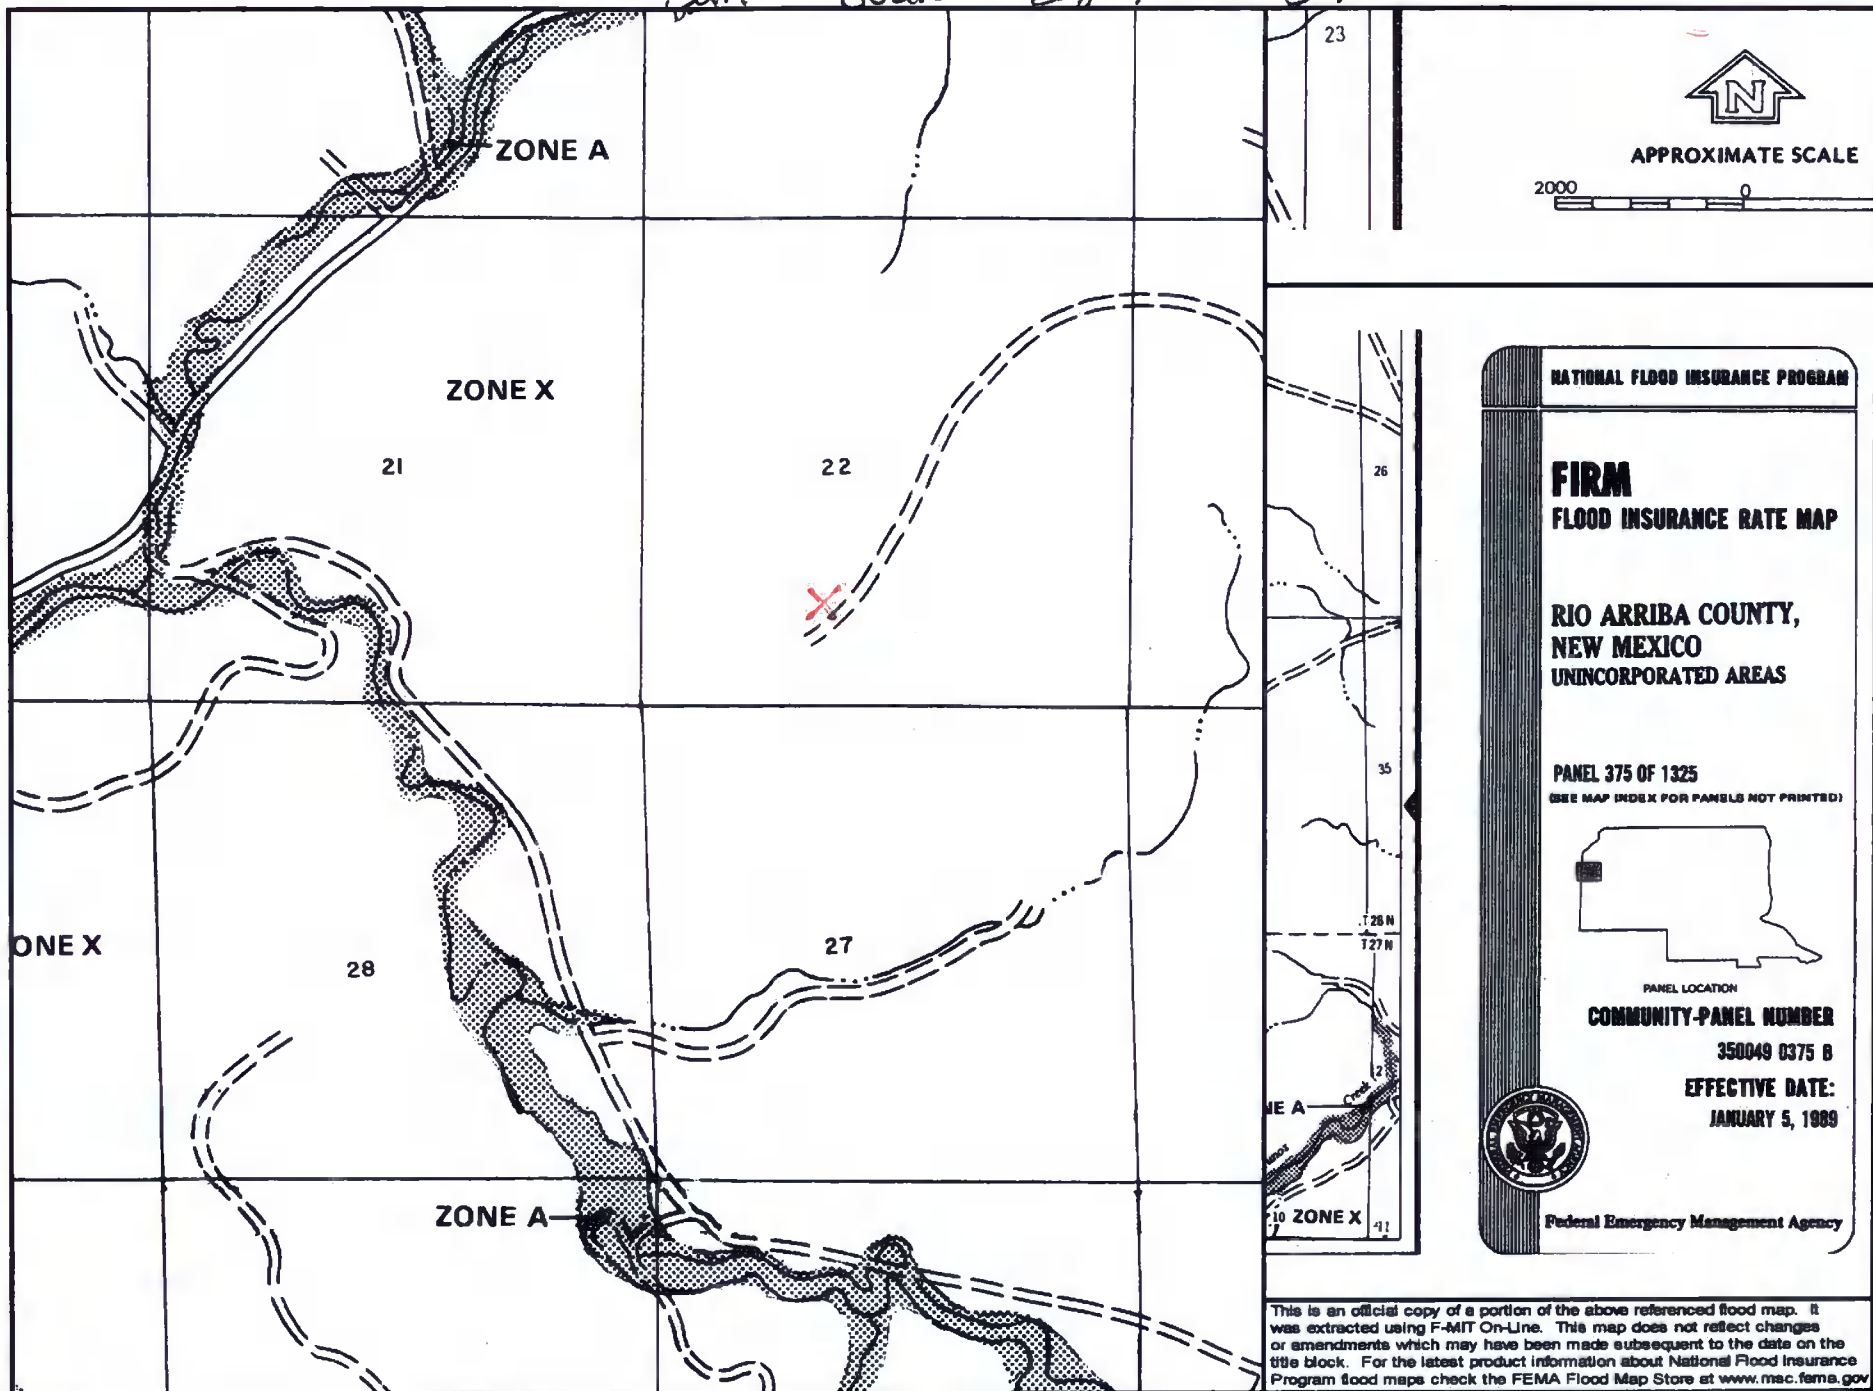 23
N
APPROXIMATE SCALE
2000 0
ZONE A
ZONE X
21
22
26
NATIONAL FLOOD INSURANCE PROGRAM
FIRM
FLOOD INSURANCE RATE MAP
RIO ARRIBA COUNTY,
NEW MEXICO
UNINCORPORATED AREAS
PANEL 375 OF 1325
(SEE MAP INDEX FOR PANELS NOT PRINTED)
35
T28N
T27N
ONE X
28
27
PANEL LOCATION
COMMUNITY-PANEL NUMBER
350049 0375 B
EFFECTIVE DATE:
JANUARY 5, 1989
2
Creek
NE A
ZONE A
10 ZONE X
Federal Emergency Management Agency
This is an official copy of a portion of the above referenced flood map. It
was extracted using F-MIT On-Line. This map does not reflect changes
or amendments which may have been made subsequent to the date on the
title block. For the latest product information about National Flood Insurance
Program flood maps check the FEMA Flood Map Store at www.msc.fema.gov